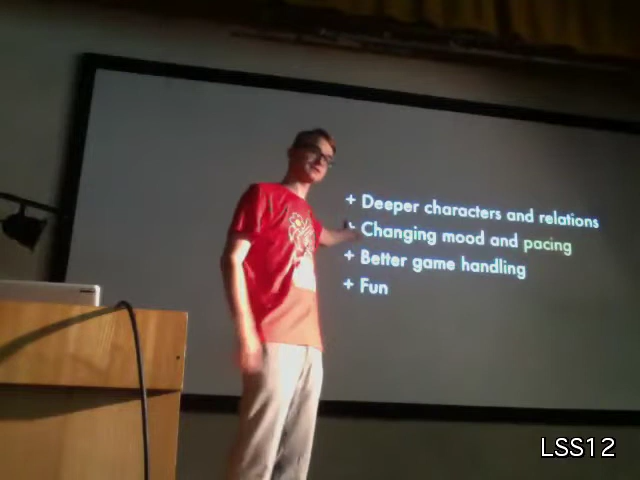 + Deeper characters and relations
+ Changing mood and pacing
+ Better game handling
+ Fun
LSS12